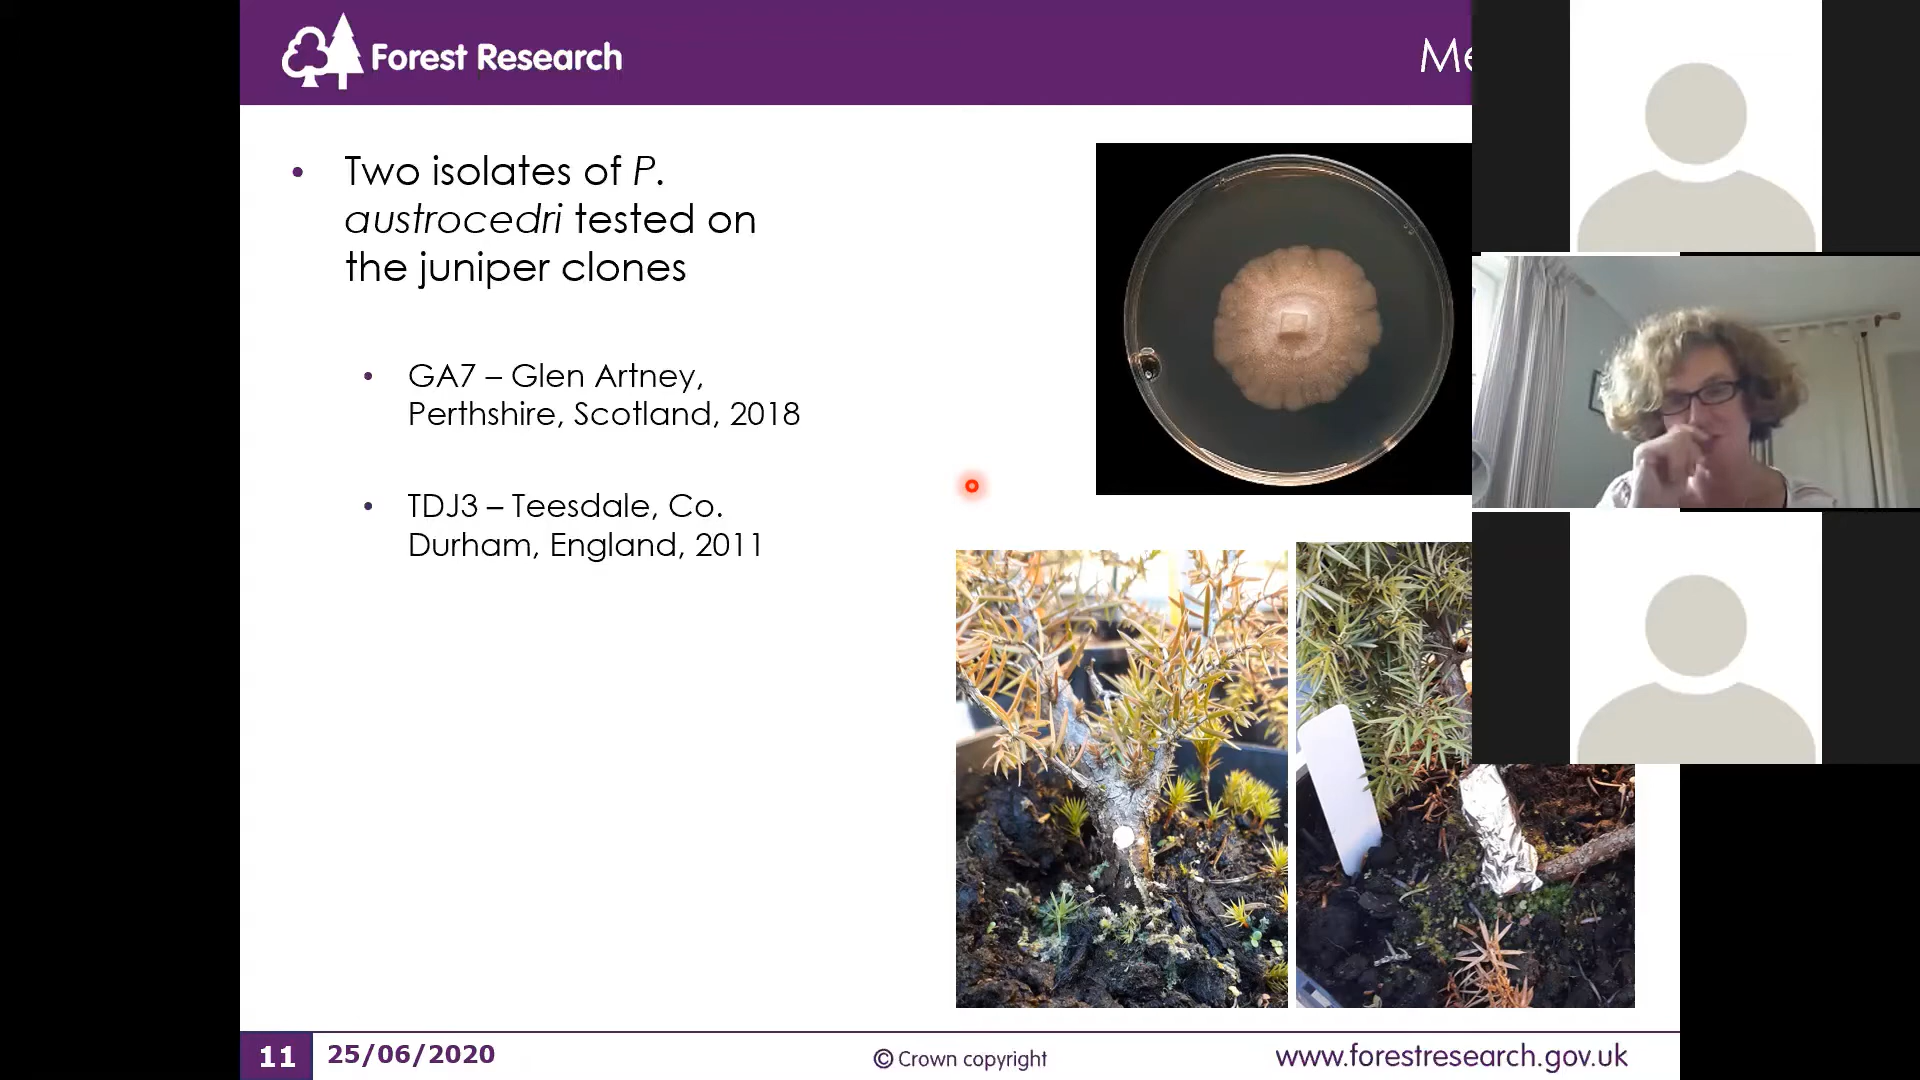 Forest Research
Me
• Two isolates of P.
austrocedri tested on
the juniper clones
• GA7 – Glen Artney,
Perthshire, Scotland, 2018
• TDJ3 – Teesdale, Co.
Durham, England, 2011
11
25/06/2020
© Crown copyright
www.forestresearch.gov.uk